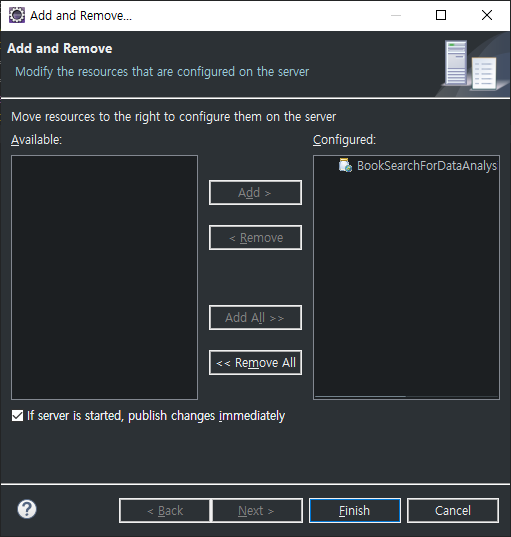 Add and Remove...
Add and Remove
Modify the resources that are configured on the server
Move resources to the right to configure them on the server
Available:
Configured:
BookSearchForDataAnalys
Add >
< Remove
Add All >>
<< Remove All
If server is started, publish changes immediately
?
< Back
Next >
Finish
Cancel